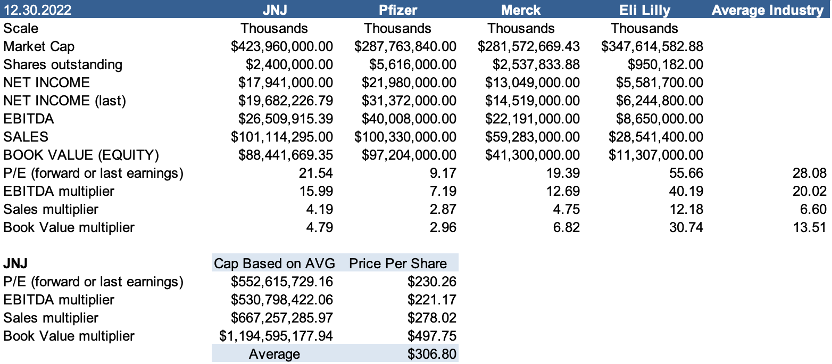 12.30.2022 JNJ Pfizer Merck Eli Lilly Average Industry
Scale Thousands Thousands Thousands Thousands
Market Cap $423,960,000.00 $287,763,840.00 $281,572,669.43 $347,614,582.88
Shares outstanding $2,400,000.00 $5,616,000.00 $2,537,833.88 $950,182.00
NET INCOME $17,941,000.00 $21,980,000.00 $13,049,000.00 $5,581,700.00
NET INCOME (last) $19,682,226.79 $31,372,000.00 $14,519,000.00 $6,244,800.00
EBITDA $26,509,915.39 $40,008,000.00 $22,191,000.00 $8,650,000.00
SALES $101,114,295.00 $100,330,000.00 $59,283,000.00 $28,541,400.00
BOOK VALUE (EQUITY) $88,441,669.35 $97,204,000.00 $41,300,000.00 $11,307,000.00
P/E (forward or last earnings) 21.54 9.17 19.39 55.66 28.08
EBITDA multiplier 15.99 7.19 12.69 40.19 20.02
Sales multiplier 4.19 2.87 4.75 12.18 6.60
Book Value multiplier 4.79 2.96 6.82 30.74 13.51
JNJ Cap Based on AVG Price Per Share
P/E (forward or last earnings) $552,615,729.16 $230.26
EBITDA multiplier $530,798,422.06 $221.17
Sales multiplier $667,257,285.97 $278.02
Book Value multiplier $1,194,595,177.94 $497.75
Average $306.80